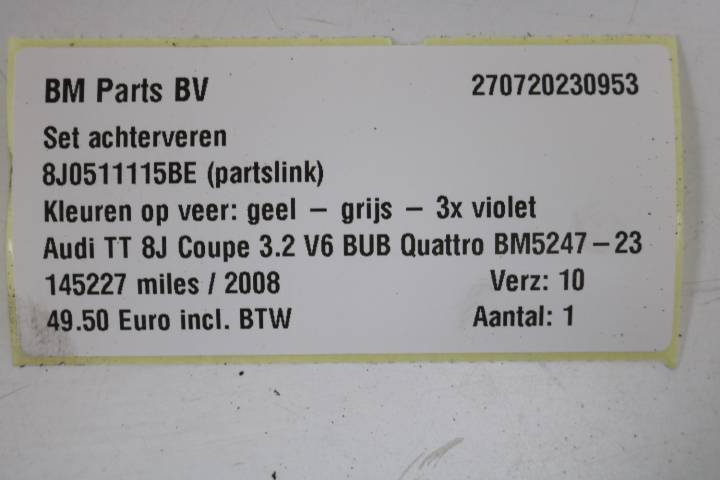 BM Parts BV 270720230953
Set achterveren
8J0511115BE (partslink)
Kleuren op veer: geel – grijs – 3x violet
Audi TT 8J Coupe 3.2 V6 BUB Quattro BM5247–23
145227 miles / 2008 Verz: 10
49.50 Euro incl. BTW Aantal: 1